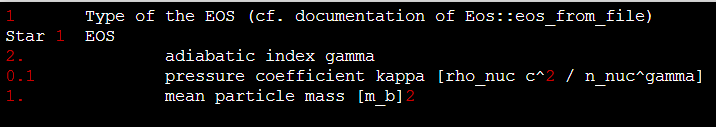 1 Type of the EOS (cf. documentation of Eos::eos_from_file)
Star 1 EOS
2. adiabatic index gamma
0.1 pressure coefficient kappa [rho_nuc c^2 / n_nuc^gamma]
1. mean particle mass [m_b]2